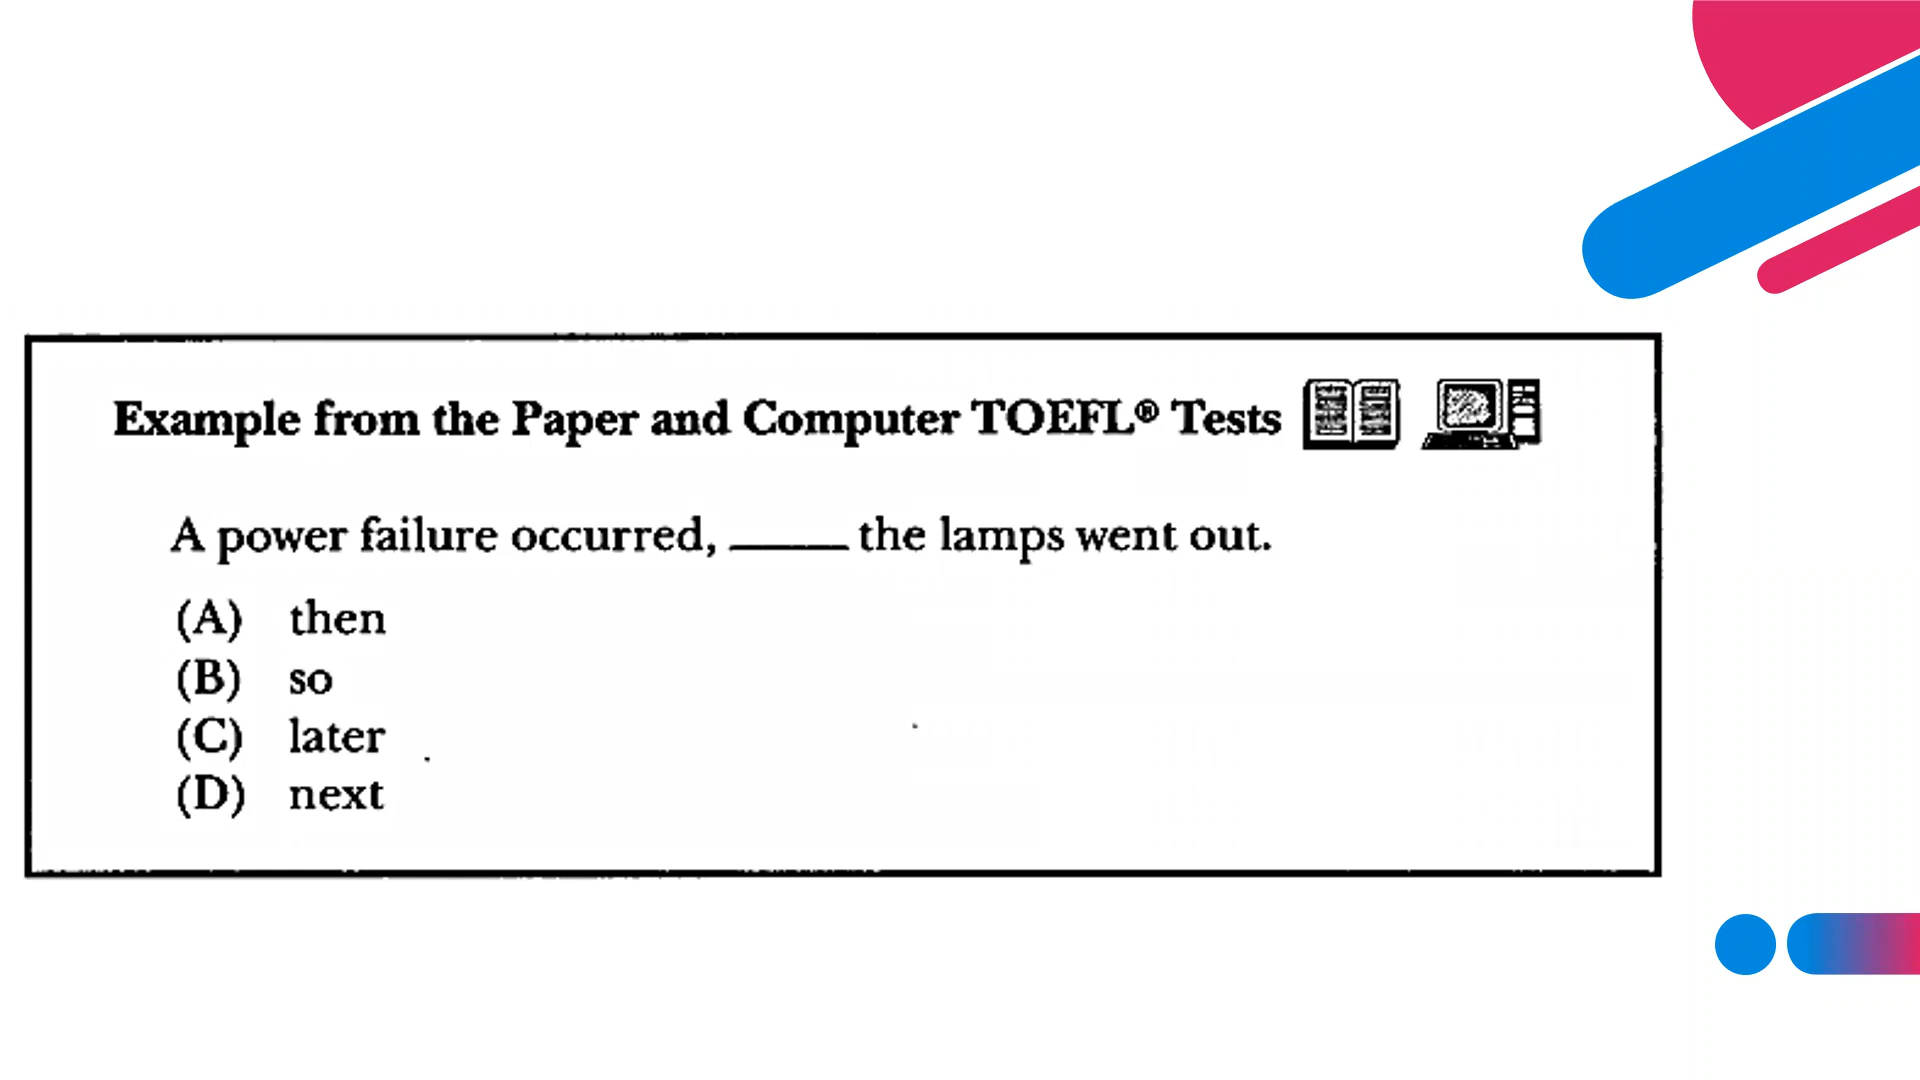 Example from the Paper and Computer TOEFL® Tests
A power failure occurred, _____ the lamps went out.
(A) then
(B) so
(C) later
(D) next